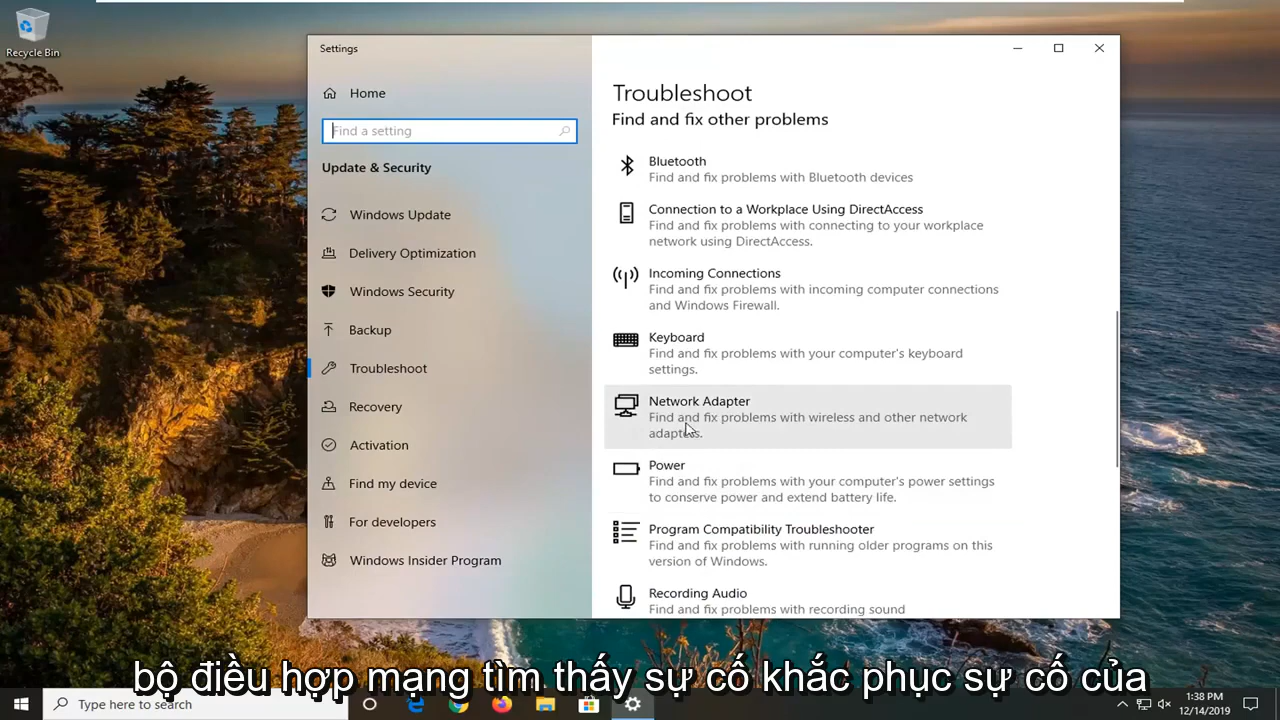 Recycle Bin
Settings
Home
Find a setting
Update & Security
Windows Update
Delivery Optimization
Windows Security
Backup
Troubleshoot
Recovery
Activation
Find my device
For developers
Windows Insider Program
Troubleshoot
Find and fix other problems
Bluetooth
Find and fix problems with Bluetooth devices
Connection to a Workplace Using DirectAccess
Find and fix problems with connecting to your workplace
network using DirectAccess.
Incoming Connections
Find and fix problems with incoming computer connections
and Windows Firewall.
Keyboard
Find and fix problems with your computer's keyboard
settings.
Network Adapter
Find and fix problems with wireless and other network
adapters.
Power
Find and fix problems with your computer's power settings
to conserve power and extend battery life.
Program Compatibility Troubleshooter
Find and fix problems with running older programs on this
version of Windows.
Recording Audio
Find and fix problems with recording sound
bộ điều hợp mạng tìm thấy sự cố khắc phục sự cố của
Type here to search
1:38 PM
12/14/2019